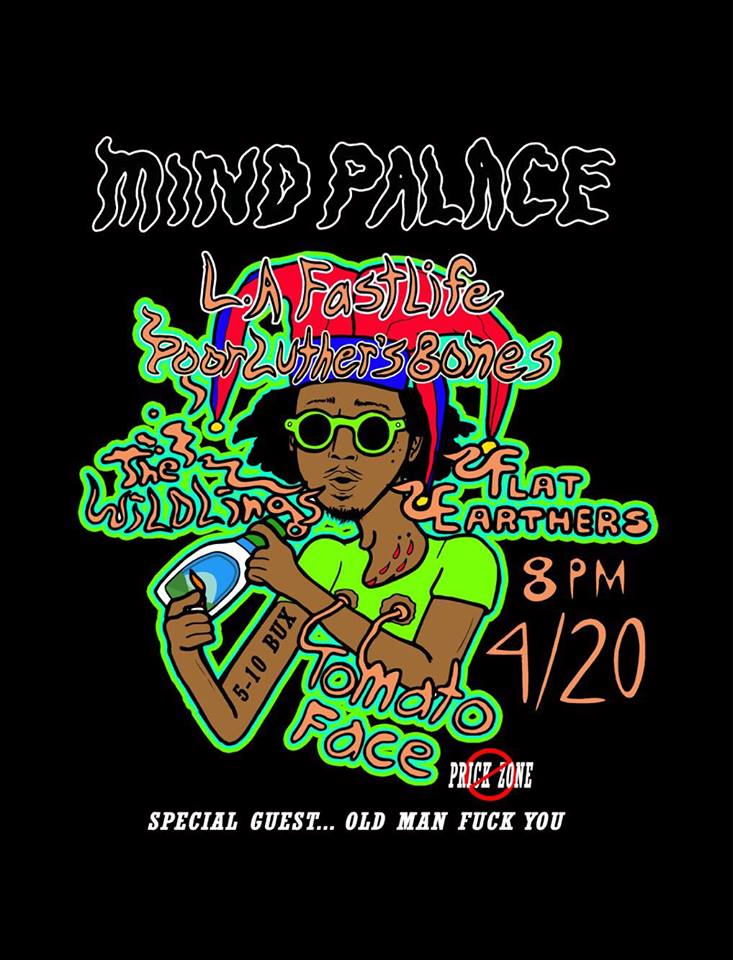 MIND PALACE
L.A FastLife
Poor Luther's Bones
The
WILDLings
FLAT
EARTHERS
8PM
4/20
5-10 BUX
Tomato
Face
PRICK ZONE
SPECIAL GUEST... OLD MAN FUCK YOU